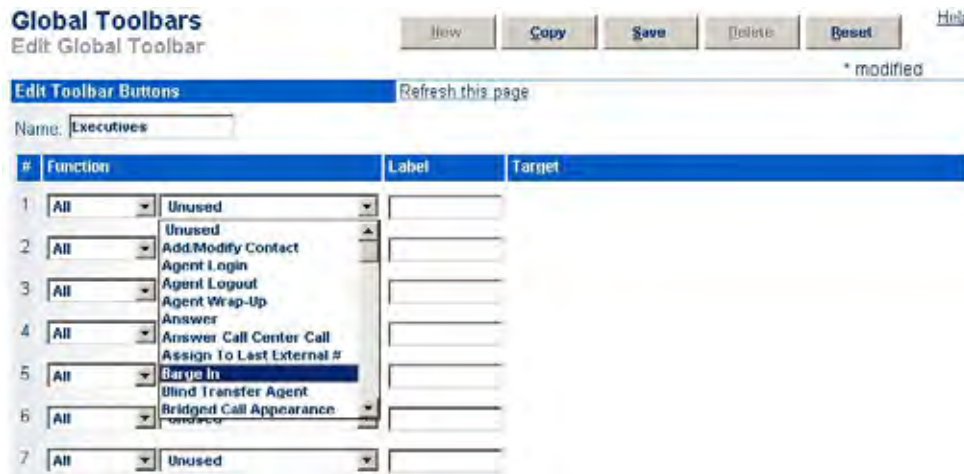 Global Toolbars
Edit Global Toolbar
New Copy Save Delete Reset Help
* modified
Edit Toolbar Buttons Refresh this page
Name: Executives
# Function Label Target
1 All Unused
Unused
2 All Add/Modify Contact
Agent Login
3 All Agent Logout
Agent Wrap-Up
Answer
4 All Answer Call Center Call
Assign To Last External #
5 All Barge In
Blind Transfer Agent
6 All Bridged Call Appearance
7 All Unused